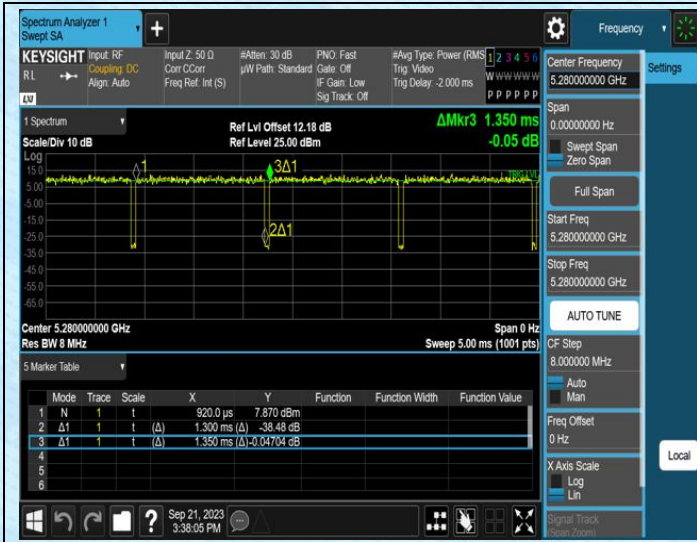 Spectrum Analyzer 1
Swept SA
+
Frequency
KEYSIGHT
Input: RF
Coupling: DC
Align: Auto
Input Z: 50 Ω
Corr CCorr
Freq Ref: Int (S)
#Atten: 30 dB
µW Path: Standard
PNO: Fast
Gate: Off
IF Gain: Low
Sig Track: Off
#Avg Type: Power (RMS
Trig: Video
Trig Delay: -2.000 ms
1 2 3 4 5 6
W W W W W W
P P P P P P
R L
LXI
1 Spectrum
Scale/Div 10 dB
Ref Lvl Offset 12.18 dB
Ref Level 25.00 dBm
ΔMkr3 1.350 ms
-0.05 dB
Log
15.0
5.00
-5.00
-15.0
-25.0
-35.0
-45.0
-55.0
-65.0
1
3Δ1
2Δ1
TRIG LVL
Center 5.280000000 GHz
Res BW 8 MHz
Span 0 Hz
Sweep 5.00 ms (1001 pts)
5 Marker Table
Mode Trace Scale X Y Function Function Width Function Value
1 N 1 t 920.0 µs 7.870 dBm
2 Δ1 1 t (Δ) 1.300 ms (Δ) -38.48 dB
3 Δ1 1 t (Δ) 1.350 ms (Δ) -0.04704 dB
4
5
6
Sep 21, 2023
3:38:05 PM
?
Center Frequency
5.280000000 GHz
Span
0.00000000 Hz
Swept Span
Zero Span
Full Span
Start Freq
5.280000000 GHz
Stop Freq
5.280000000 GHz
AUTO TUNE
CF Step
8.000000 MHz
Auto
Man
Freq Offset
0 Hz
X Axis Scale
Log
Lin
Signal Track
(Span Zoom)
Settings
Local